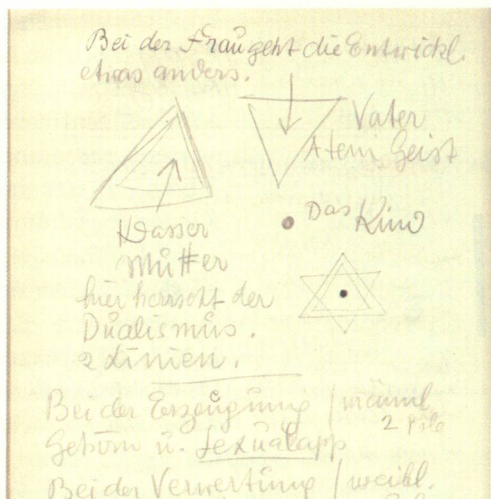 Bei der Frau geht die Entwickl.
etwas anders.
Vater
Atem Geist
Wasser
Mutter
Das Kind
hier herrscht der
Dualismus.
2 Linien.
Bei der Erzeugung / männl.
2 Pole
Gehirn u. Sexualapp
Bei der Verwertung / weibl.